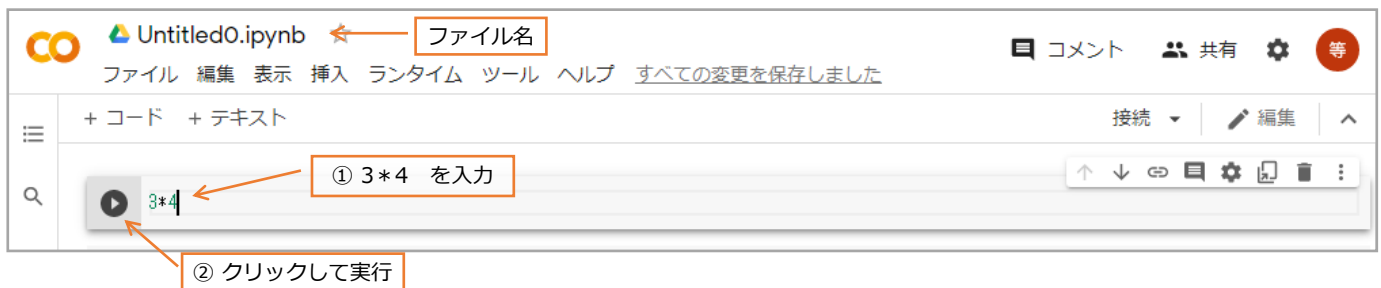 CO Untitled0.ipynb ファイル名
コメント 共有 等
ファイル 編集 表示 挿入 ランタイム ツール ヘルプ すべての変更を保存しました
+ コード + テキスト 接続 編集
① 3*4 を入力
3*4
② クリックして実行